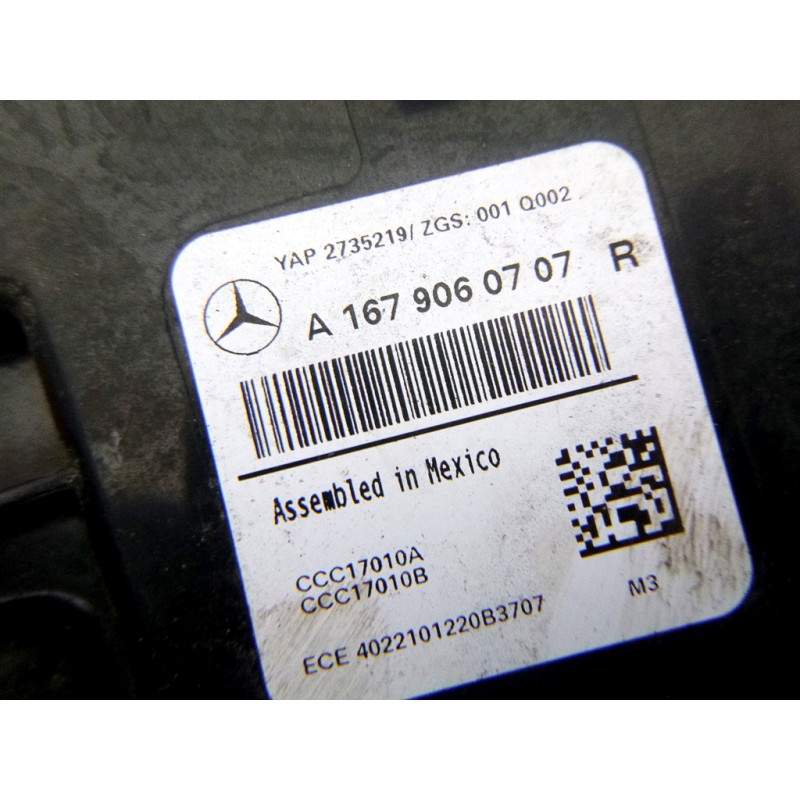 YAP 2735219/ ZGS: 001 Q002
A 167 906 07 07 R
Assembled in Mexico
CCC17010A
CCC17010B
ECE 4022101220B3707
M3